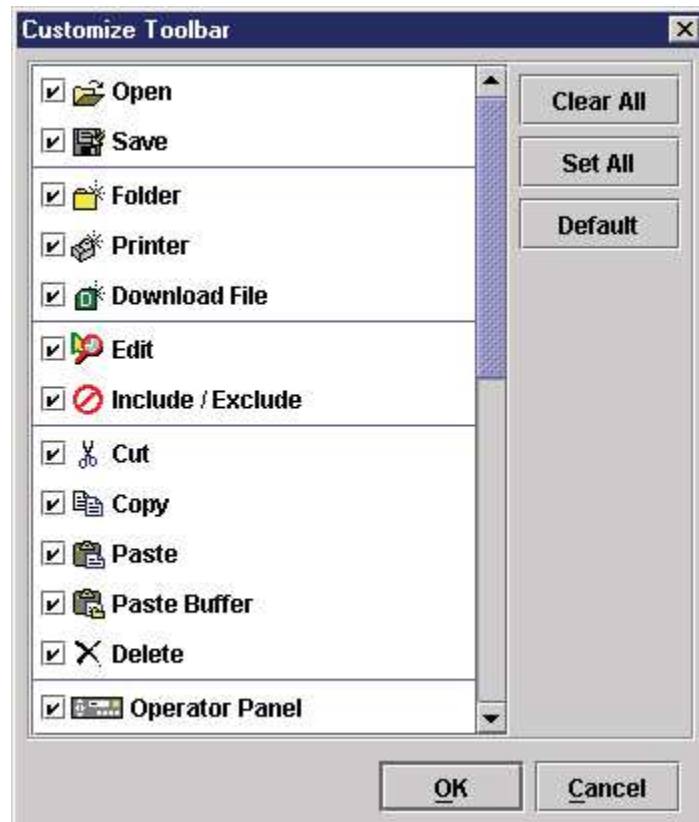 Customize Toolbar
Open
Save
Folder
Printer
Download File
Edit
Include / Exclude
Cut
Copy
Paste
Paste Buffer
Delete
Operator Panel
Clear All
Set All
Default
OK
Cancel